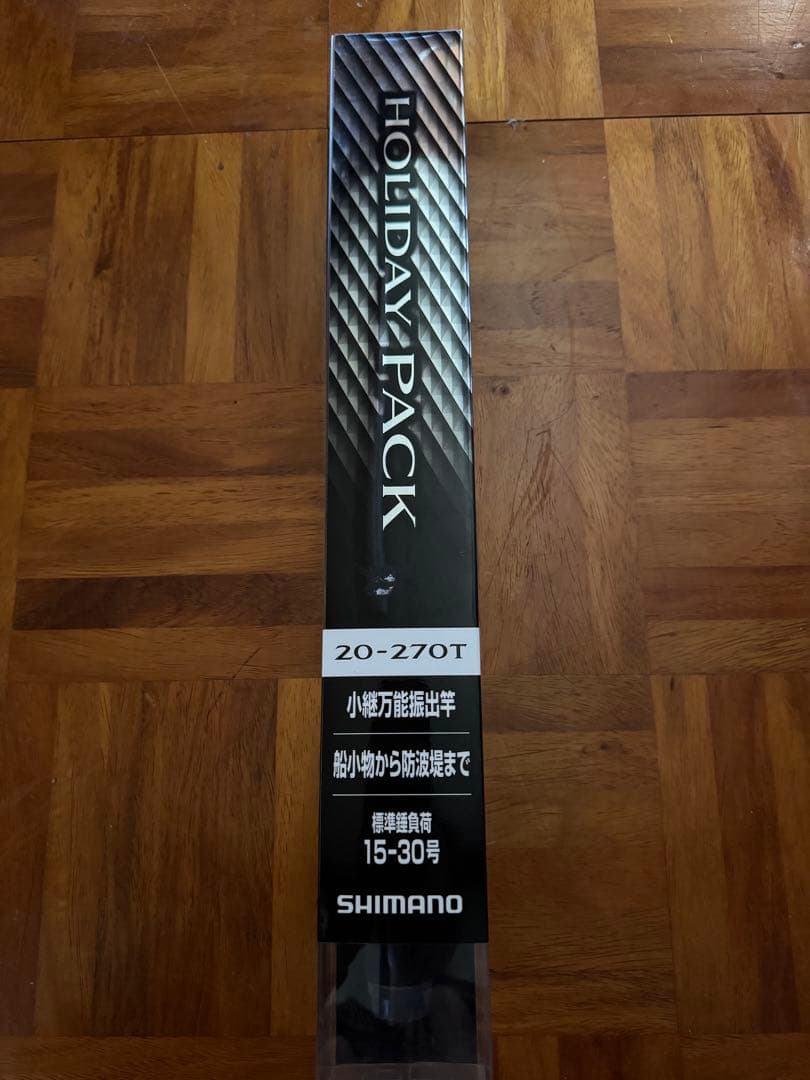 HOLIDAY PACK
20-270T
小継万能振出竿
船小物から防波堤まで
標準錘負荷
15-30号
SHIMANO